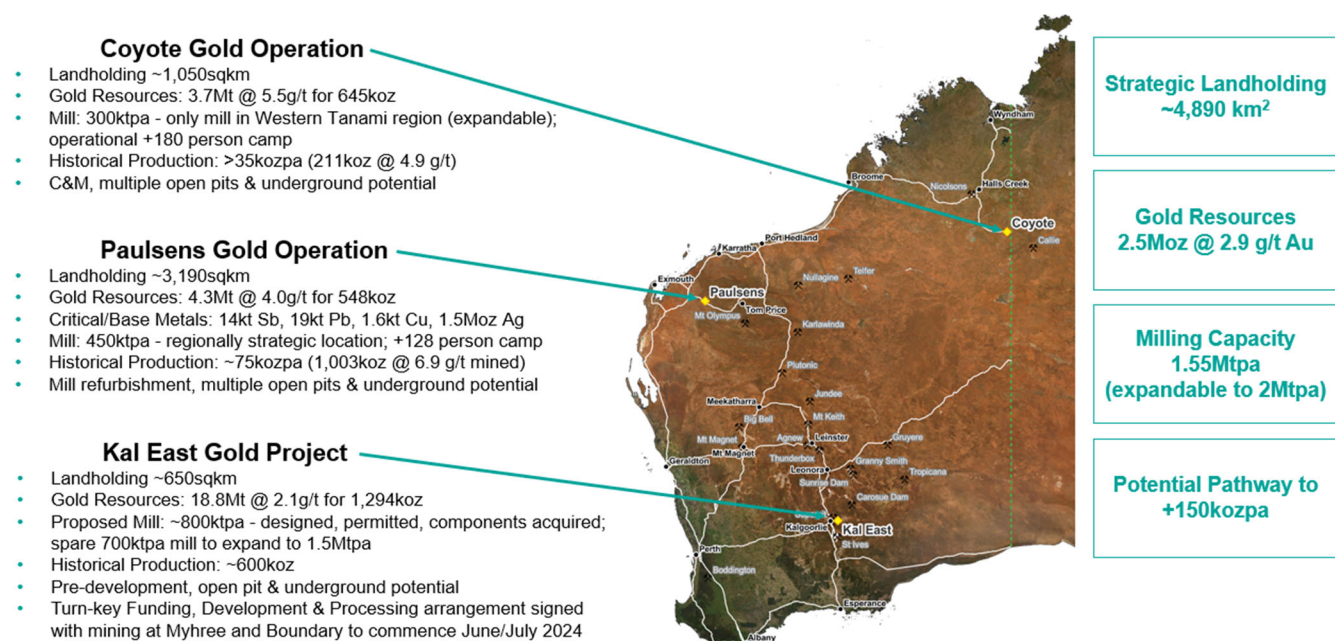 Coyote Gold Operation
• Landholding ~1,050sqkm
• Gold Resources: 3.7Mt @ 5.5g/t for 645koz
• Mill: 300ktpa - only mill in Western Tanami region (expandable);
operational +180 person camp
• Historical Production: >35kozpa (211koz @ 4.9 g/t)
• C&M, multiple open pits & underground potential
Paulsens Gold Operation
• Landholding ~3,190sqkm
• Gold Resources: 4.3Mt @ 4.0g/t for 548koz
• Critical/Base Metals: 14kt Sb, 19kt Pb, 1.6kt Cu, 1.5Moz Ag
• Mill: 450ktpa - regionally strategic location; +128 person camp
• Historical Production: ~75kozpa (1,003koz @ 6.9 g/t mined)
• Mill refurbishment, multiple open pits & underground potential
Kal East Gold Project
• Landholding ~650sqkm
• Gold Resources: 18.8Mt @ 2.1g/t for 1,294koz
• Proposed Mill: ~800ktpa - designed, permitted, components acquired;
spare 700ktpa mill to expand to 1.5Mtpa
• Historical Production: ~600koz
• Pre-development, open pit & underground potential
• Turn-key Funding, Development & Processing arrangement signed
with mining at Myhree and Boundary to commence June/July 2024
Wyndham
Broome
Nicolsons
Halls Creek
Coyote
Callie
Port Hedland
Karratha
Exmouth
Nullagine
Telfer
Paulsens
Tom Price
Mt Olympus
Karlawinda
Plutonic
Jundee
Meekatharra
Big Bell
Mt Keith
Mt Magnet
Mt Magnet
Agnew
Leinster
Thunderbox
Gruyere
Geraldton
Leonora
Granny Smith
Sunrise Dam
Tropicana
Carosue Dam
Kalgoorlie
Kal East
St Ives
Perth
Boddington
Esperance
Albany
Strategic Landholding
~4,890 km²
Gold Resources
2.5Moz @ 2.9 g/t Au
Milling Capacity
1.55Mtpa
(expandable to 2Mtpa)
Potential Pathway to
+150kozpa